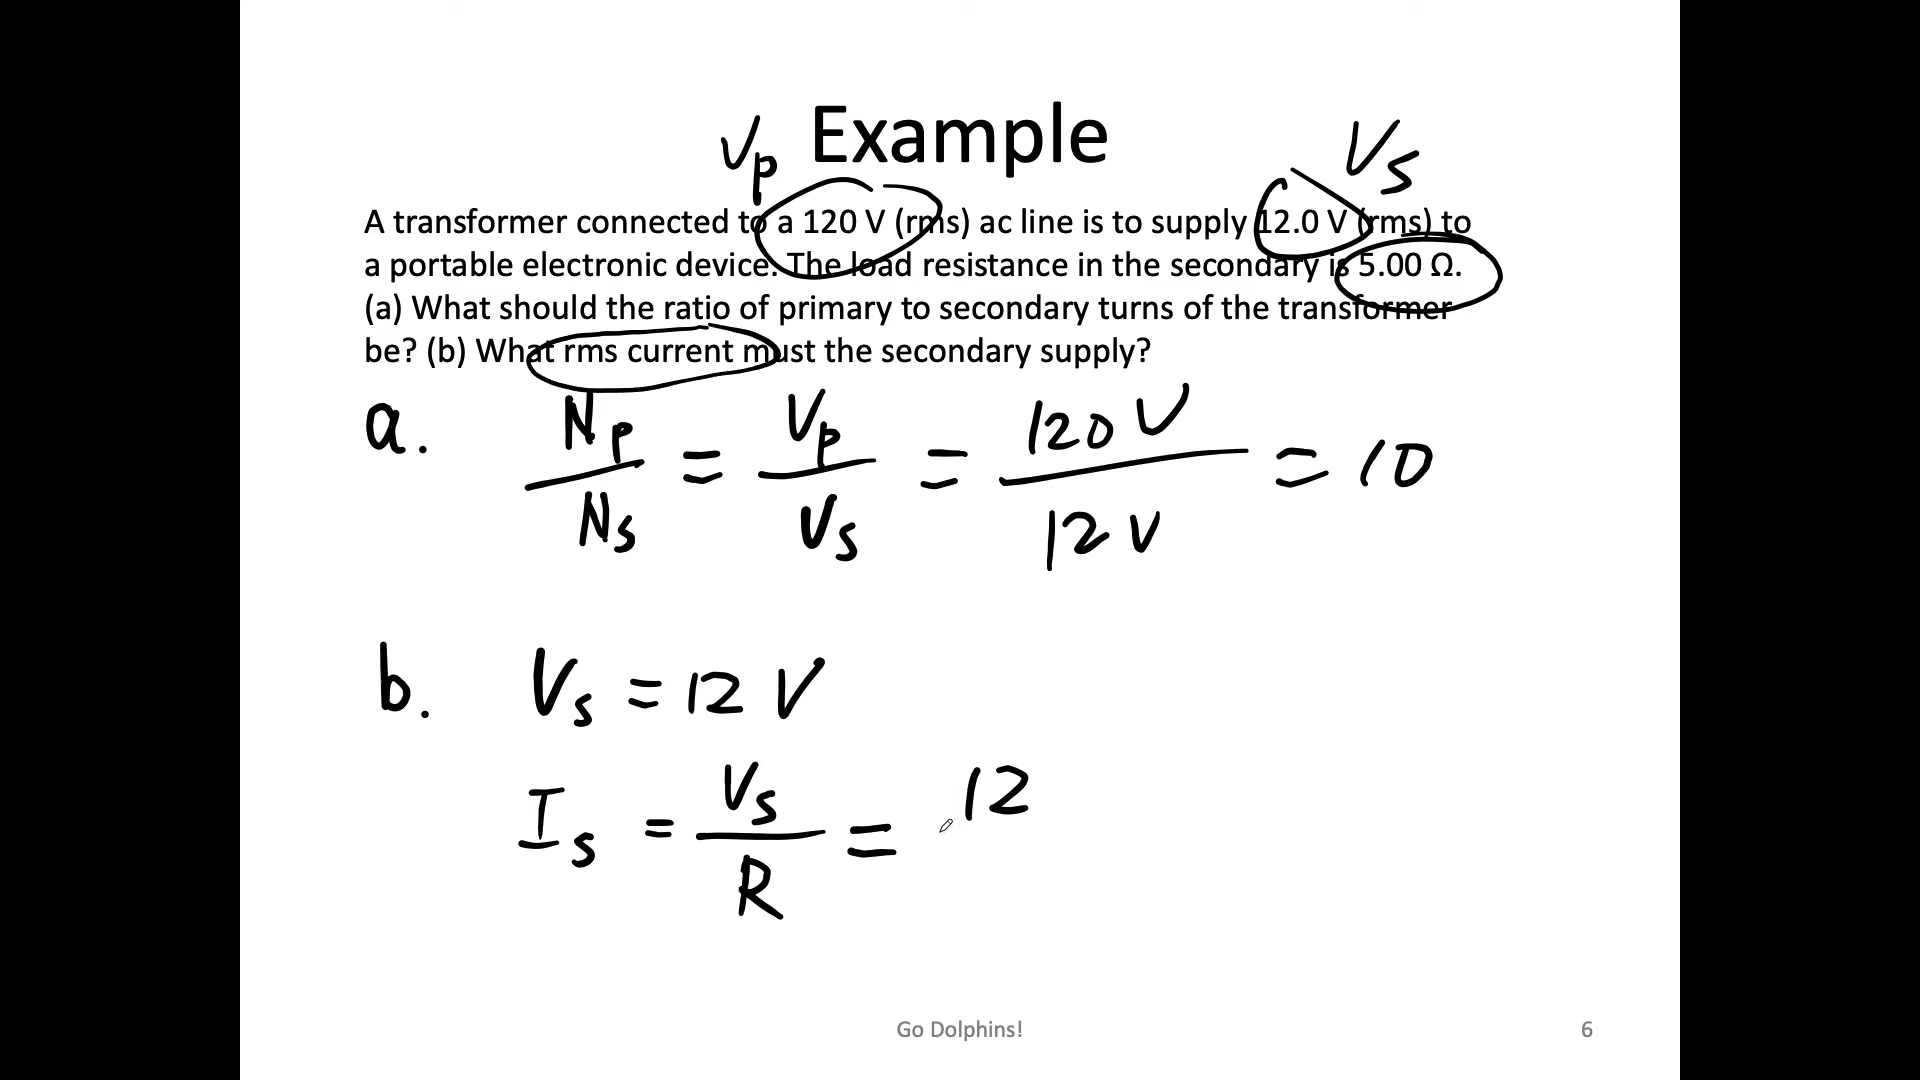 Vp Example Vs
A transformer connected to a 120 V (rms) ac line is to supply 12.0 V (rms) to
a portable electronic device. The load resistance in the secondary is 5.00 Ω.
(a) What should the ratio of primary to secondary turns of the transformer
be? (b) What rms current must the secondary supply?
a. Np/Ns = Vp/Vs = 120 V/12 V = 10
b. Vs = 12 V
Is = Vs/R = 12
Go Dolphins! 6